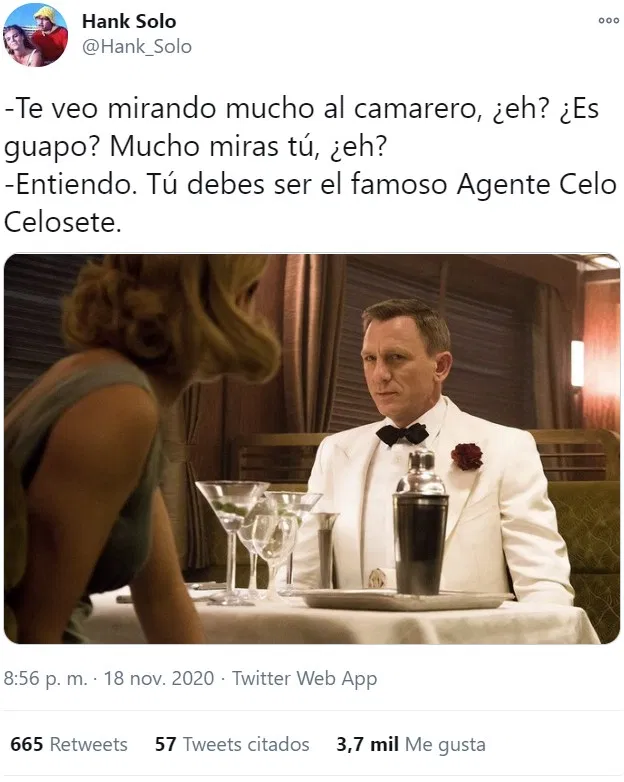 Hank Solo
@Hank_Solo
-Te veo mirando mucho al camarero, ¿eh? ¿Es
guapo? Mucho miras tú, ¿eh?
-Entiendo. Tú debes ser el famoso Agente Celo
Celosete.
8:56 p. m. · 18 nov. 2020 · Twitter Web App
665 Retweets 57 Tweets citados 3,7 mil Me gusta